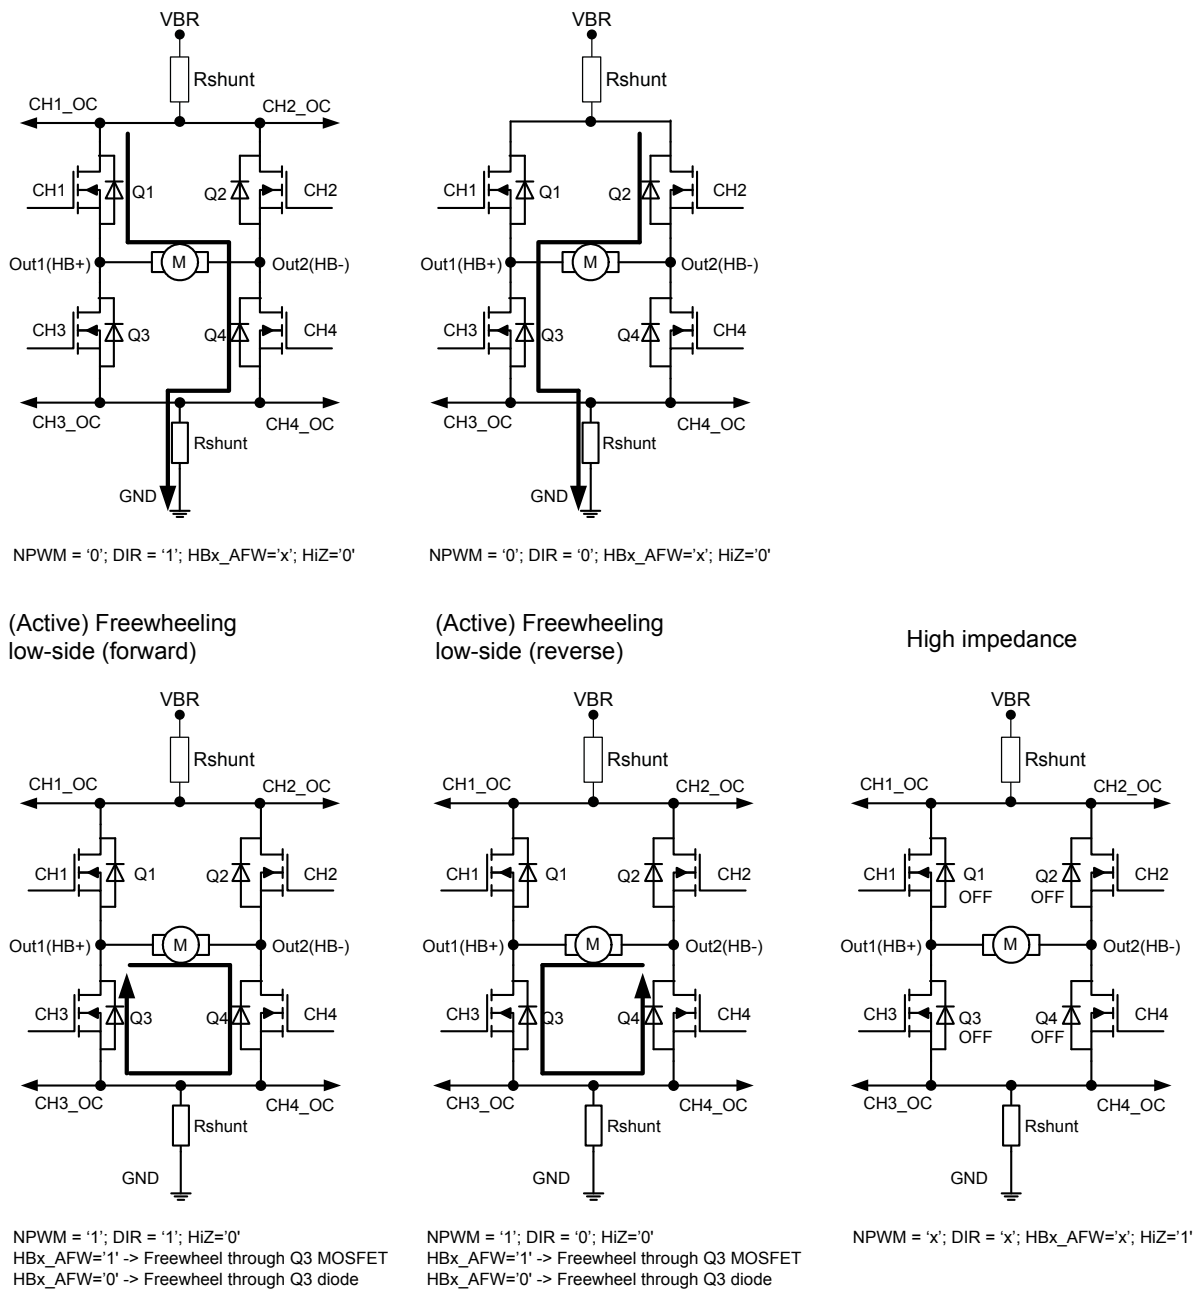 VBR VBR
Rshunt Rshunt
CH1_OC CH2_OC
CH1 Q1 Q2 CH2 CH1 Q1 Q2 CH2
Out1(HB+) M Out2(HB-) Out1(HB+) M Out2(HB-)
CH3 Q3 Q4 CH4 CH3 Q3 Q4 CH4
CH3_OC CH4_OC CH3_OC CH4_OC
Rshunt Rshunt
GND GND
NPWM = ‘0’; DIR = ‘1’; HBx_AFW=’x’; HiZ=’0'
NPWM = ‘0’; DIR = ‘0’; HBx_AFW=’x’; HiZ=’0'
(Active) Freewheeling
low-side (forward)
(Active) Freewheeling
low-side (reverse)
High impedance
VBR VBR VBR
Rshunt Rshunt Rshunt
CH1_OC CH2_OC CH1_OC CH2_OC CH1_OC CH2_OC
CH1 Q1 Q2 CH2 CH1 Q1 Q2 CH2 CH1 Q1 Q2 CH2
OFF OFF
Out1(HB+) M Out2(HB-) Out1(HB+) M Out2(HB-) Out1(HB+) M Out2(HB-)
CH3 Q3 Q4 CH4 CH3 Q3 Q4 CH4 CH3 Q3 Q4 CH4
OFF OFF
CH3_OC CH4_OC CH3_OC CH4_OC CH3_OC CH4_OC
Rshunt Rshunt Rshunt
GND GND GND
NPWM = ‘1’; DIR = ‘1’; HiZ=’0'
HBx_AFW=’1' -> Freewheel through Q3 MOSFET
HBx_AFW=’0' -> Freewheel through Q3 diode
NPWM = ‘1’; DIR = ‘0’; HiZ=’0'
HBx_AFW=’1' -> Freewheel through Q3 MOSFET
HBx_AFW=’0' -> Freewheel through Q3 diode
NPWM = ‘x’; DIR = ‘x’; HBx_AFW=’x’; HiZ=’1'